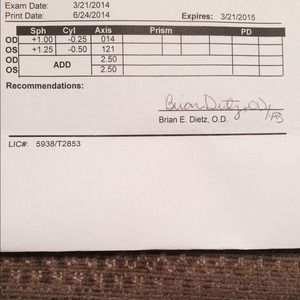 Exam Date: 3/21/2014
Print Date: 6/24/2014 Expires: 3/21/2015
Sph Cyl Axis Prism PD
OD +1.00 -0.25 014
OS +1.25 -0.50 121
OD ADD 2.50
OS 2.50
Recommendations:
Brian Dietz, O.D.
Brian E. Dietz, O.D.
LIC#: 5938/T2853